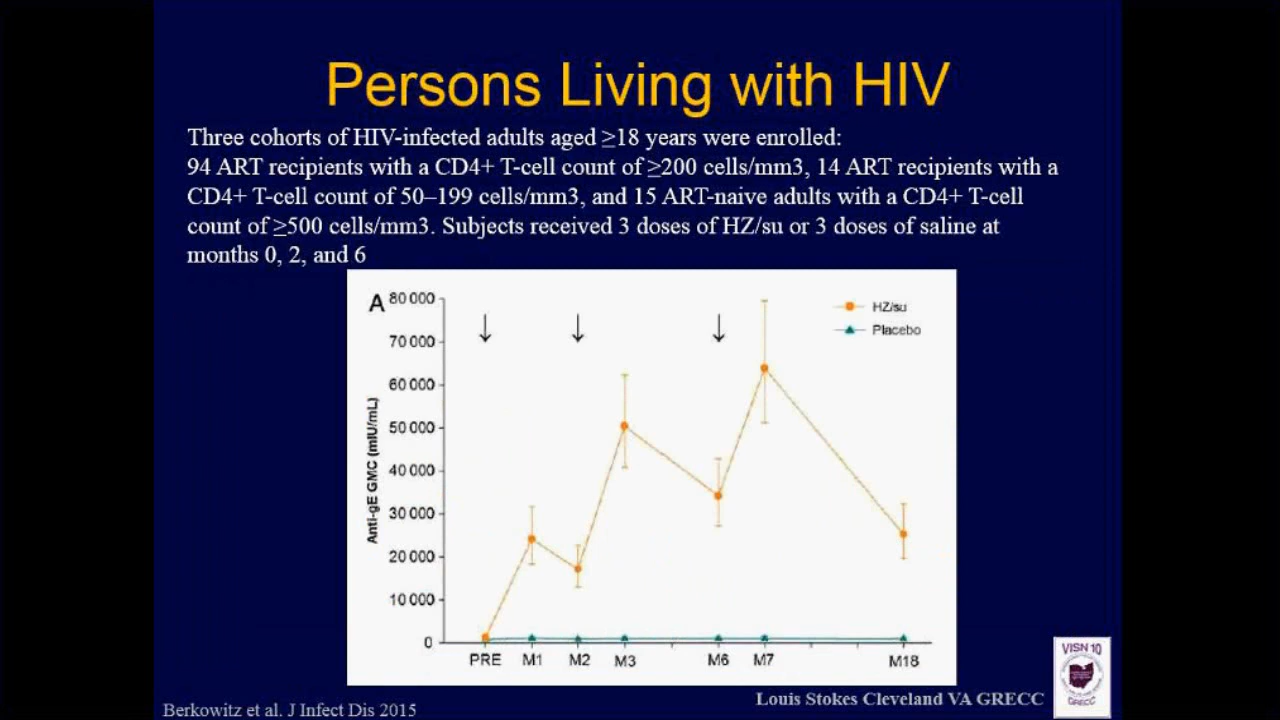 Persons Living with HIV
Three cohorts of HIV-infected adults aged ≥18 years were enrolled:
94 ART recipients with a CD4+ T-cell count of ≥200 cells/mm3, 14 ART recipients with a
CD4+ T-cell count of 50–199 cells/mm3, and 15 ART-naive adults with a CD4+ T-cell
count of ≥500 cells/mm3. Subjects received 3 doses of HZ/su or 3 doses of saline at
months 0, 2, and 6
A
HZ/su
Placebo
Anti-gE GMC (mIU/mL)
80 000
70 000
60 000
50 000
40 000
30 000
20 000
10 000
0
PRE M1 M2 M3 M6 M7 M18
Berkowitz et al. J Infect Dis 2015
Louis Stokes Cleveland VA GRECC
VISN 10
GRECC